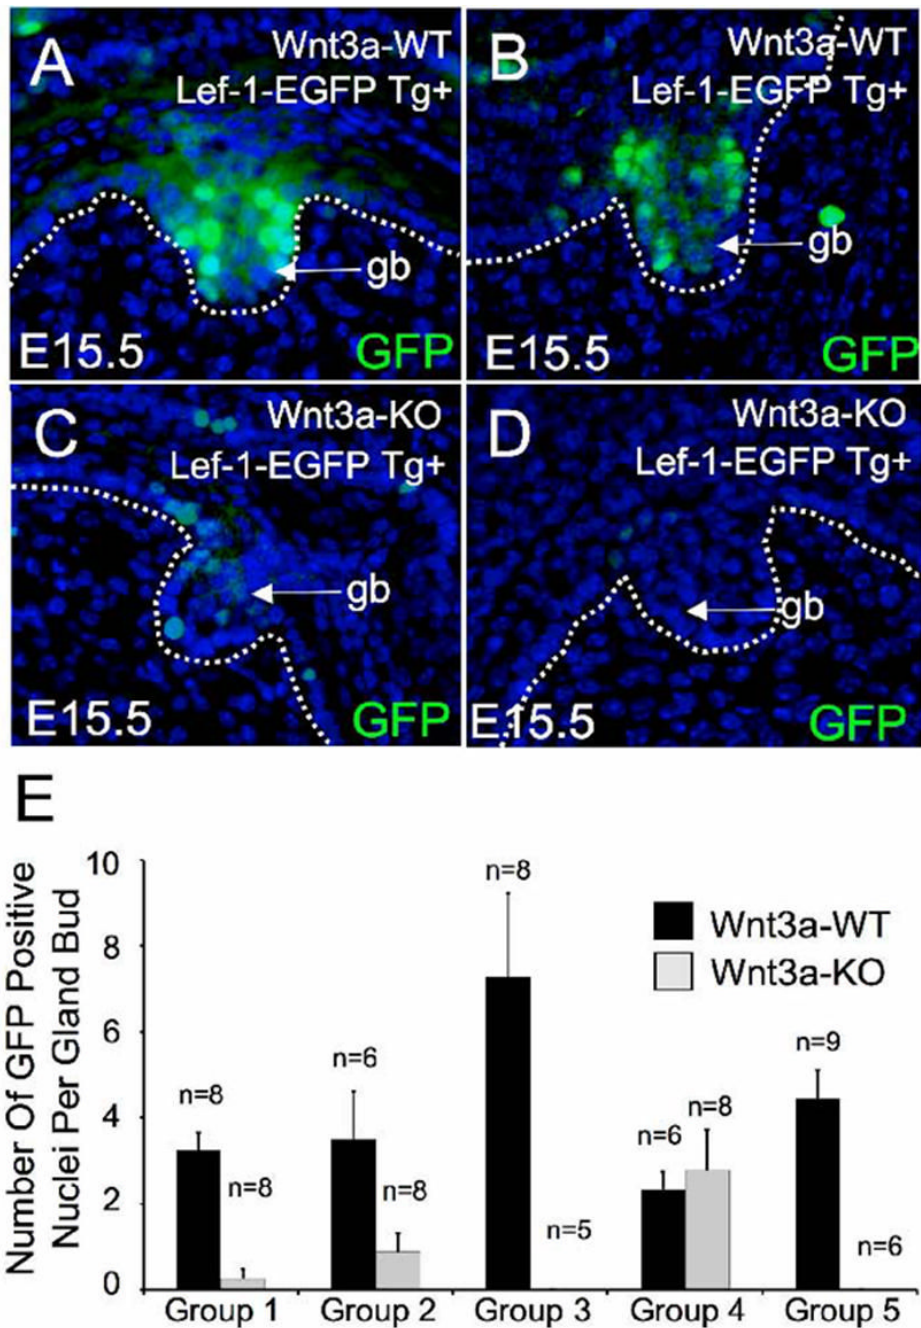 A
Wnt3a-WT
Lef-1-EGFP Tg+
gb
E15.5
GFP
B
Wnt3a-WT
Lef-1-EGFP Tg+
gb
E15.5
GFP
C
Wnt3a-KO
Lef-1-EGFP Tg+
gb
E15.5
GFP
D
Wnt3a-KO
Lef-1-EGFP Tg+
gb
E15.5
GFP
E
Number Of GFP Positive
Nuclei Per Gland Bud
10
8
6
4
2
0
n=8
n=8
n=6
n=8
n=8
n=5
n=6
n=8
n=9
n=6
Wnt3a-WT
Wnt3a-KO
Group 1
Group 2
Group 3
Group 4
Group 5